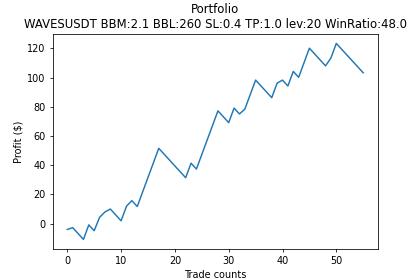 Portfolio
WAVESUSDT BBM:2.1 BBL:260 SL:0.4 TP:1.0 lev:20 WinRatio:48.0
120
100
80
60
40
20
0
Profit ($)
0 10 20 30 40 50
Trade counts